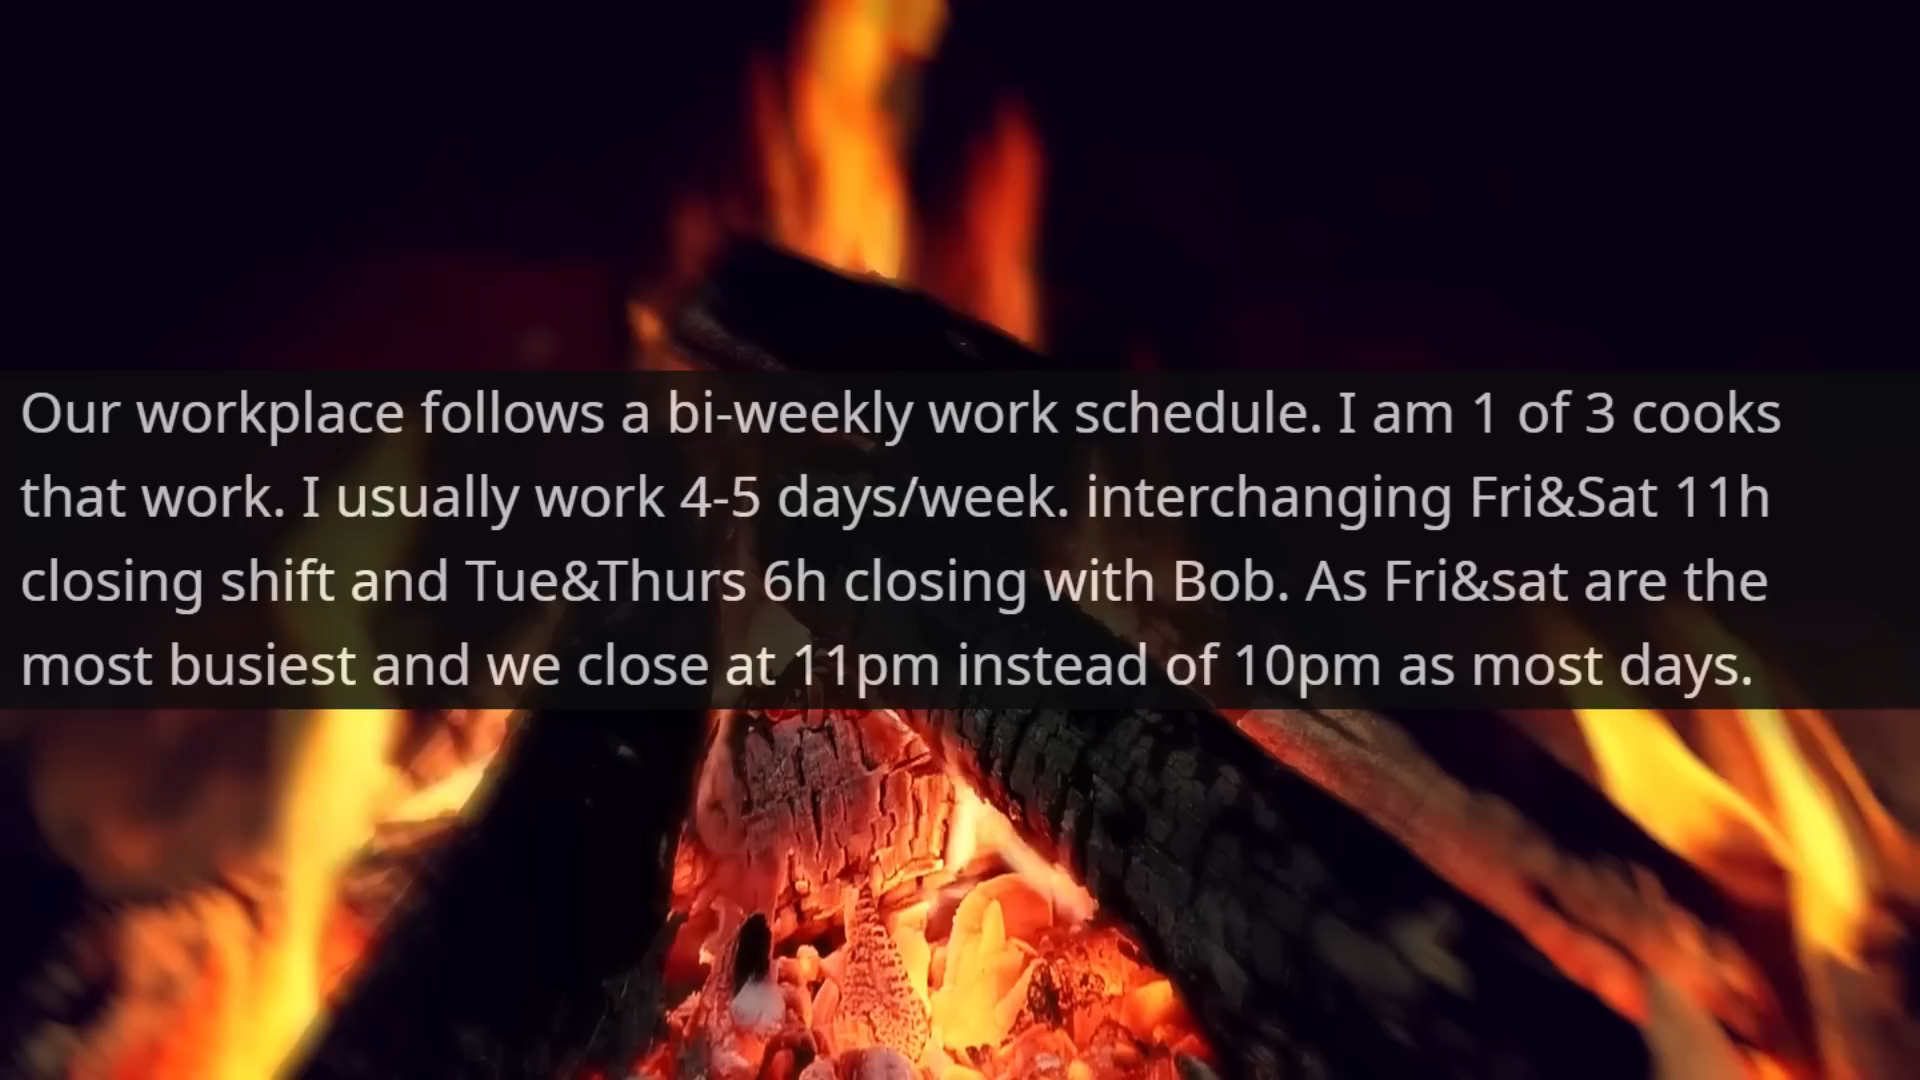 Our workplace follows a bi-weekly work schedule. I am 1 of 3 cooks
that work. I usually work 4-5 days/week. interchanging Fri&Sat 11h
closing shift and Tue&Thurs 6h closing with Bob. As Fri&sat are the
most busiest and we close at 11pm instead of 10pm as most days.